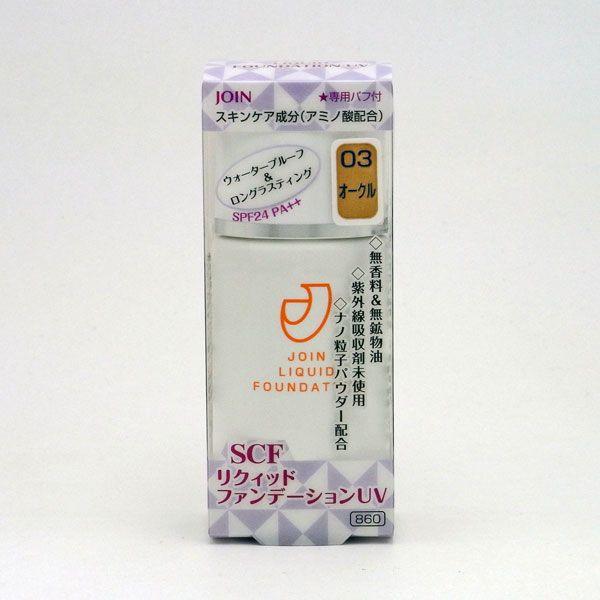 FOUNDATION UV
JOIN
★専用パフ付
スキンケア成分(アミノ酸配合)
ウォータープルーフ
&
ロングラスティング
SPF24 PA++
03
オークル
◇無香料&無鉱物油
◇紫外線吸収剤未使用
◇ナノ粒子パウダー配合
JOIN
LIQUID
FOUNDAT
SCF
リクィッド
ファンデーションUV
860